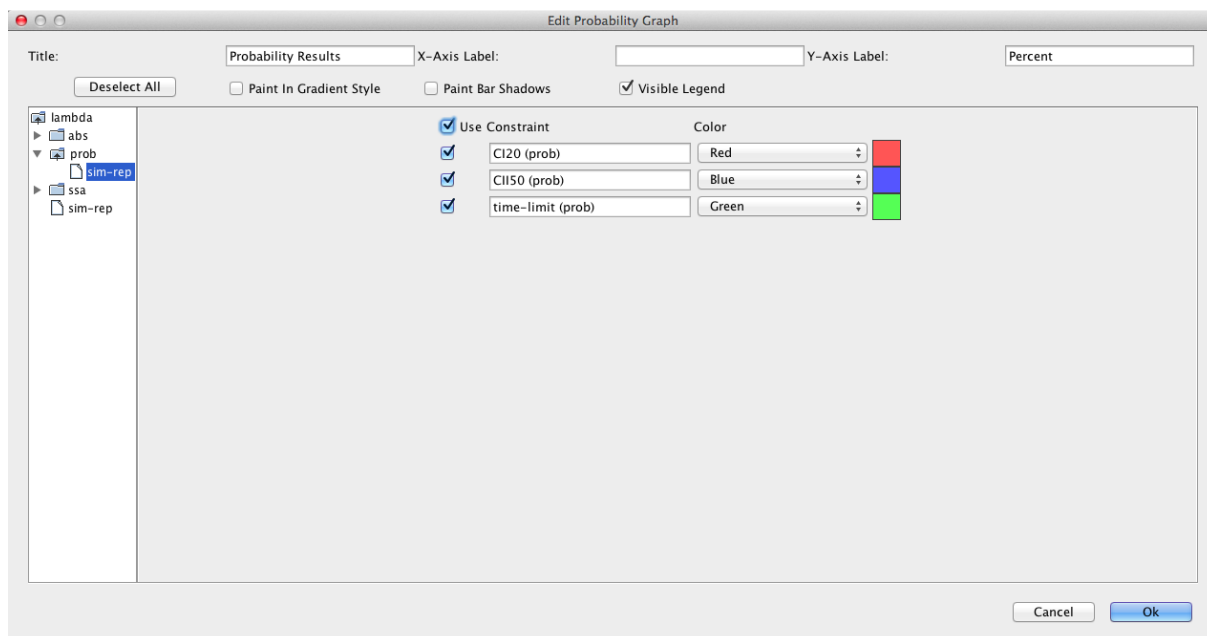 Edit Probability Graph
Title: Probability Results X-Axis Label: Y-Axis Label: Percent
Deselect All Paint In Gradient Style Paint Bar Shadows Visible Legend
lambda
abs
prob
sim-rep
ssa
sim-rep
Use Constraint Color
CI20 (prob) Red
CII50 (prob) Blue
time-limit (prob) Green
Cancel Ok